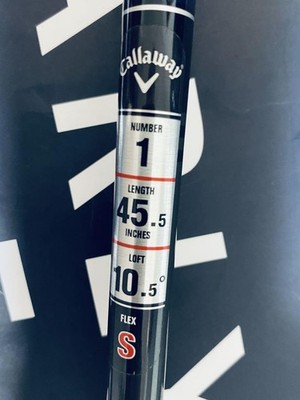 Callaway
NUMBER
1
LENGTH
45.5
INCHES
LOFT
10.5°
FLEX
S